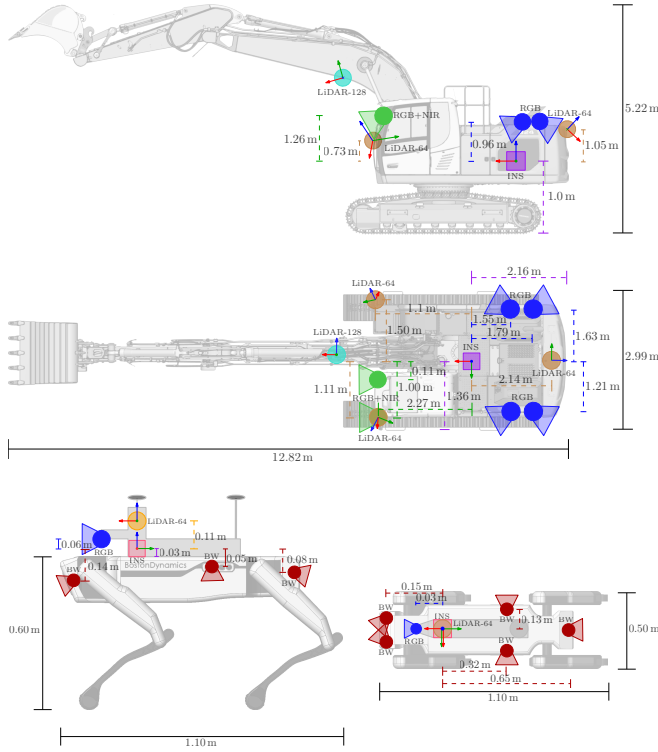 LiDAR-128
RGB+NIR
LiDAR-64
1.26 m
0.73 m
RGB
LiDAR-64
0.96 m
INS
1.05 m
1.0 m
5.22 m
2.16 m
LiDAR-64
RGB
1.1 m
1.55 m
1.50 m
1.79 m
1.63 m
LiDAR-128
INS
LiDAR-64
2.99 m
0.11 m
1.11 m
1.00 m
2.14 m
1.21 m
RGB+NIR
1.36 m
2.27 m
RGB
LiDAR-64
12.82 m
LiDAR-64
0.11 m
0.06 m
RGB
INS
0.03 m
BW
0.05 m
0.08 m
BostonDynamics
0.14 m
BW
BW
0.60 m
1.10 m
0.15 m
0.03 m
BW
INS
BW
LiDAR-64
0.13 m
BW
RGB
BW
BW
0.50 m
0.32 m
0.65 m
1.10 m